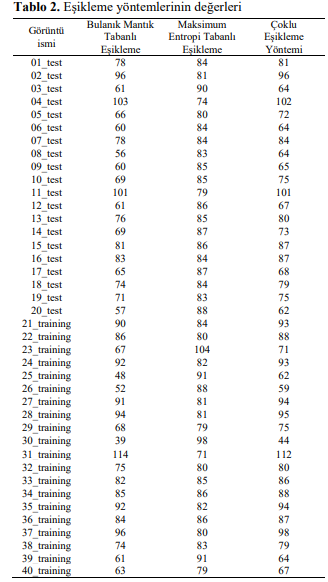 Tablo 2. Eşikleme yöntemlerinin değerleri
Görüntü ismi Bulanık Mantık Tabanlı Eşikleme Maksimum Entropi Tabanlı Eşikleme Çoklu Eşikleme Yöntemi
01_test 78 84 81
02_test 96 81 96
03_test 61 90 64
04_test 103 74 102
05_test 66 80 72
06_test 60 84 64
07_test 78 84 84
08_test 56 83 64
09_test 60 85 65
10_test 69 85 75
11_test 101 79 101
12_test 61 86 67
13_test 76 85 80
14_test 69 87 73
15_test 81 86 87
16_test 83 84 87
17_test 65 87 68
18_test 74 84 79
19_test 71 83 75
20_test 57 88 62
21_training 90 84 93
22_training 86 80 88
23_training 67 104 71
24_training 92 82 93
25_training 48 91 62
26_training 52 88 59
27_training 91 81 94
28_training 94 81 95
29_training 68 79 75
30_training 39 98 44
31_training 114 71 112
32_training 75 80 80
33_training 82 85 86
34_training 85 86 88
35_training 92 82 94
36_training 84 86 87
37_training 96 80 98
38_training 74 83 79
39_training 61 91 64
40_training 63 79 67